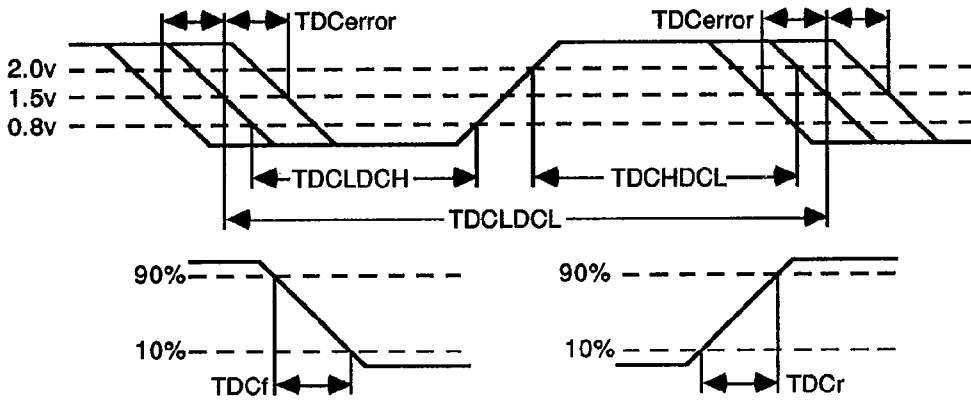 TDCerror TDCerror
2.0v
1.5v
0.8v
TDCLDCH TDCHDCL
TDCLDCL
90% 90%
10% 10%
TDCf TDCr